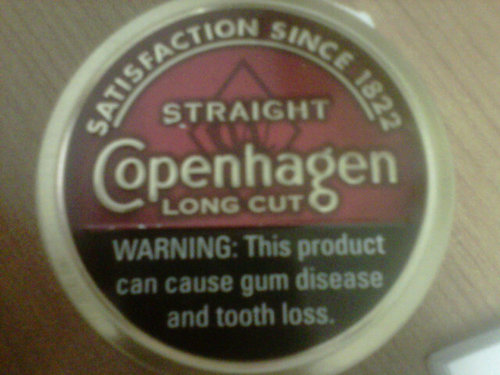 SATISFACTION SINCE 1822
STRAIGHT
Copenhagen
LONG CUT
WARNING: This product
can cause gum disease
and tooth loss.